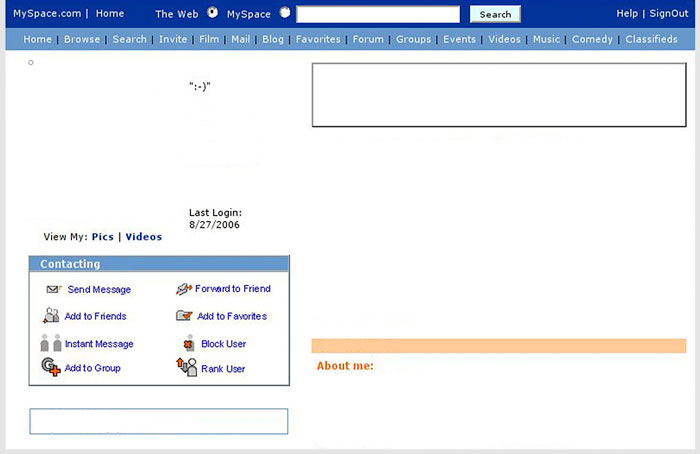 MySpace.com | Home The Web MySpace Search Help | SignOut
Home | Browse | Search | Invite | Film | Mail | Blog | Favorites | Forum | Groups | Events | Videos | Music | Comedy | Classifieds
":-)"
Last Login:
8/27/2006
View My: Pics | Videos
Contacting
Send Message Forward to Friend
Add to Friends Add to Favorites
Instant Message Block User
Add to Group Rank User
About me: